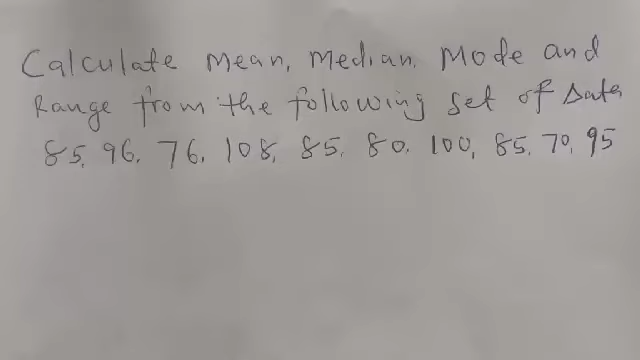 Calculate Mean, Median, Mode and
Range from the following set of Data
85, 96, 76, 108, 85, 80, 100, 85, 70, 95